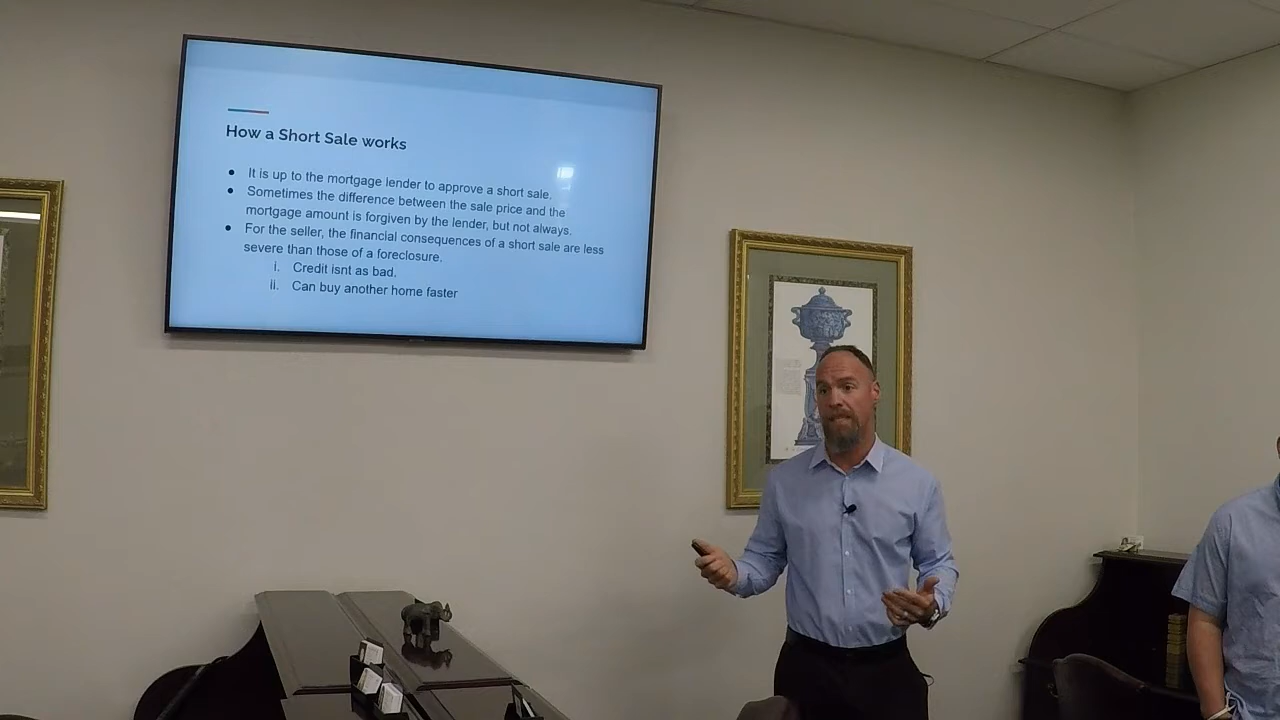 How a Short Sale works
● It is up to the mortgage lender to approve a short sale.
● Sometimes the difference between the sale price and the
mortgage amount is forgiven by the lender, but not always.
● For the seller, the financial consequences of a short sale are less
severe than those of a foreclosure.
i. Credit isnt as bad.
ii. Can buy another home faster